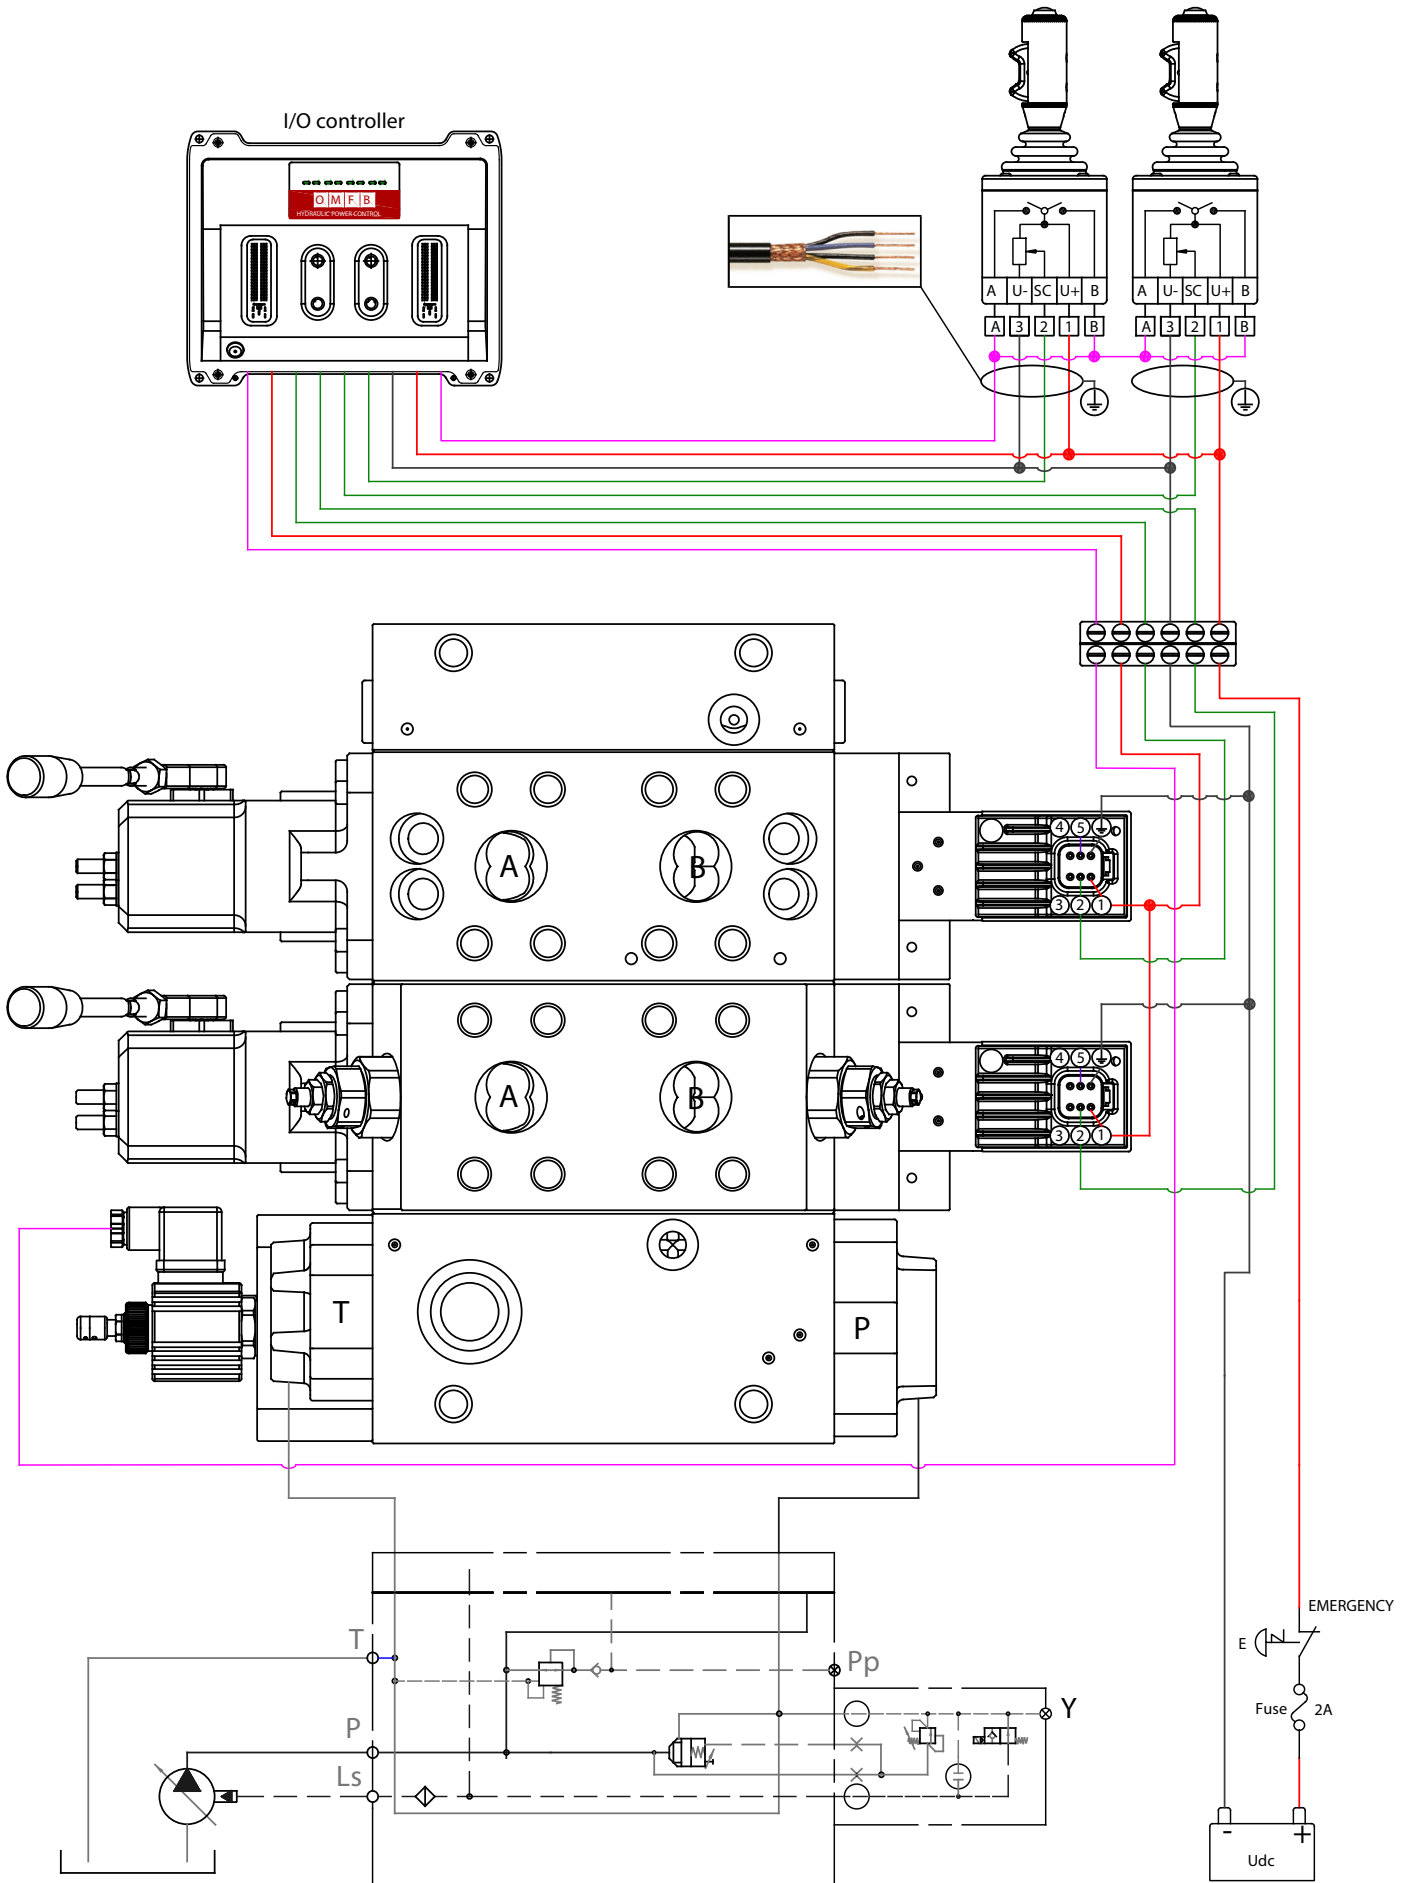 I/O controller
O M F B
HYDRAULIC POWER-CONTROL
A U- SC U+ B
A U- SC U+ B
A 3 2 1 B
A 3 2 1 B
A
B
4 5
3 2 1
A
B
4 5
3 2 1
T
P
EMERGENCY
E
T
Pp
Y
Fuse 2A
P
Ls
- +
Udc